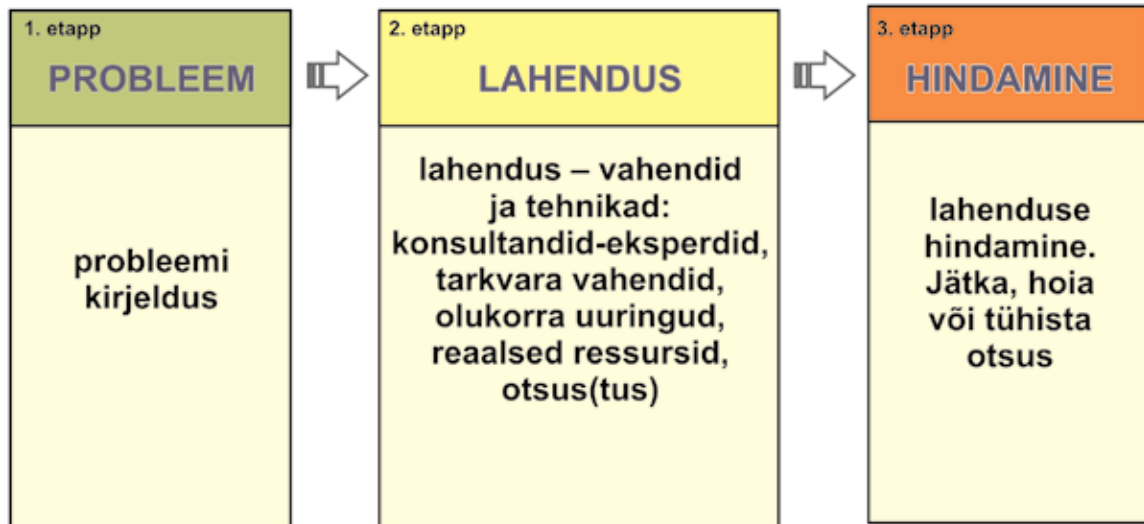 1. etapp
PROBLEEM
probleemi
kirjeldus
2. etapp
LAHENDUS
lahendus – vahendid
ja tehnikad:
konsultandid-eksperdid,
tarkvara vahendid,
olukorra uuringud,
reaalsed ressursid,
otsus(tus)
3. etapp
HINDAMINE
lahenduse
hindamine.
Jätka, hoia
või tühista
otsus